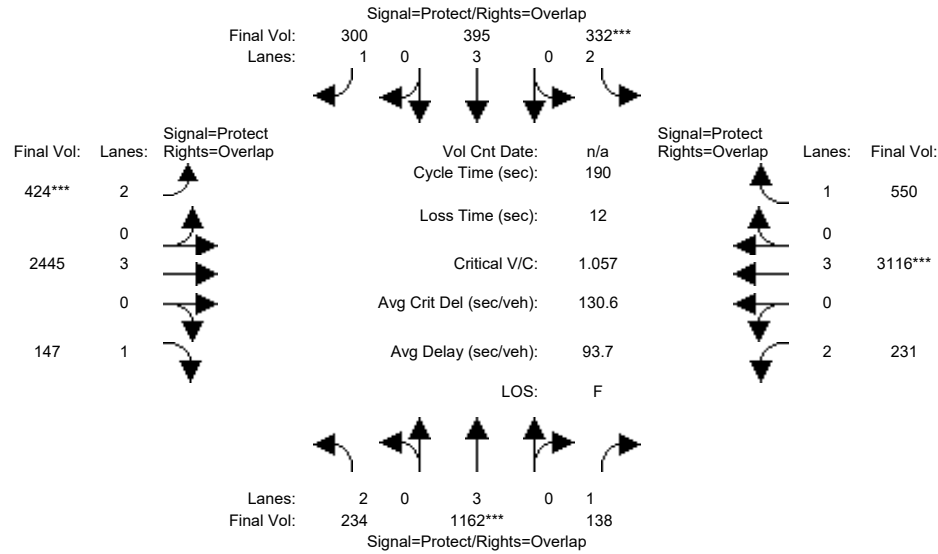 Signal=Protect/Rights=Overlap
Final Vol: 300 395 332***
Lanes: 1 0 3 0 2
Signal=Protect
Final Vol: Lanes: Rights=Overlap
Vol Cnt Date: n/a
Signal=Protect
Rights=Overlap Lanes: Final Vol:
Cycle Time (sec): 190
424*** 2
1 550
Loss Time (sec): 12
0
0
2445 3
Critical V/C: 1.057
3 3116***
0
Avg Crit Del (sec/veh): 130.6
0
147 1
Avg Delay (sec/veh): 93.7
2 231
LOS: F
Lanes: 2 0 3 0 1
Final Vol: 234 1162*** 138
Signal=Protect/Rights=Overlap